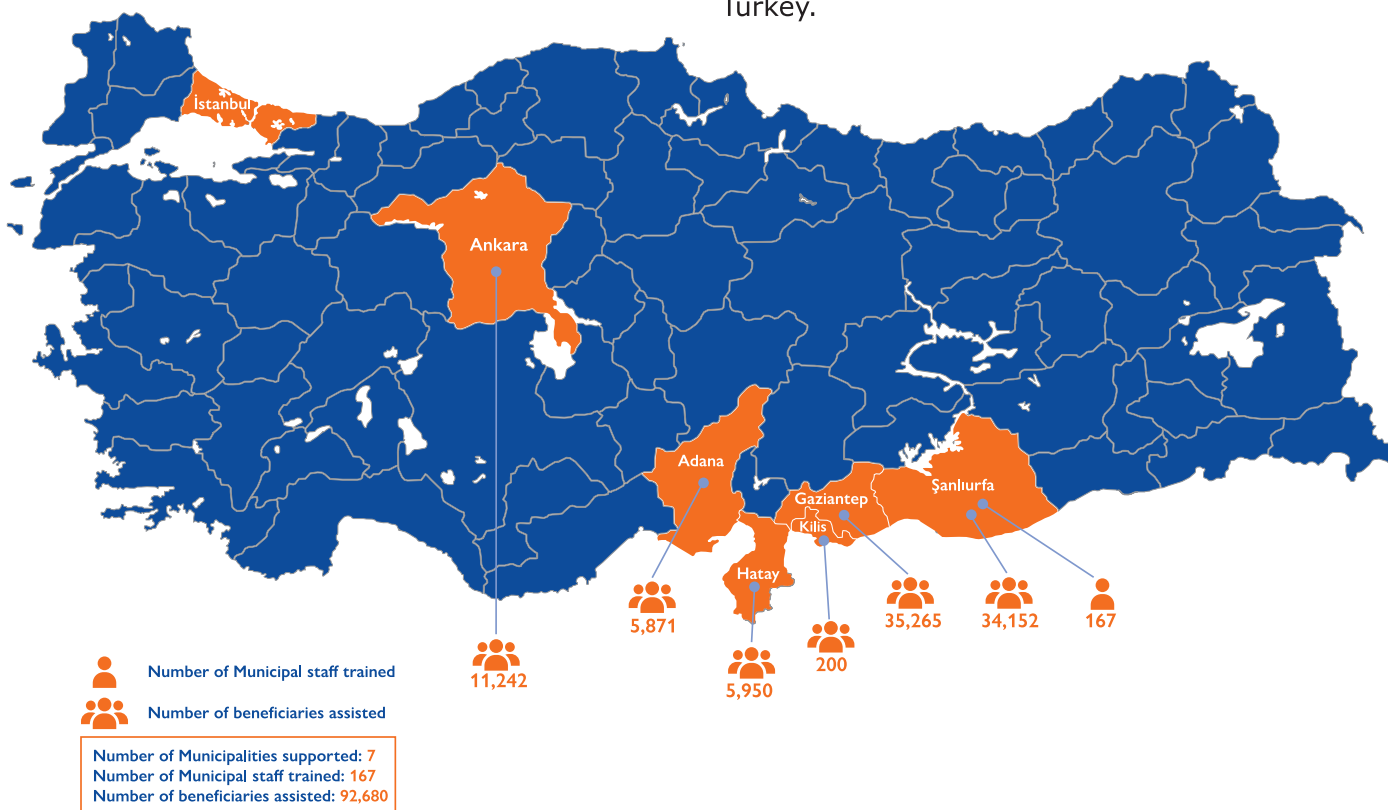 Turkey.
İstanbul
Ankara
Adana
Gaziantep
Şanlıurfa
Kilis
Hatay
5,871
35,265
34,152
167
200
11,242
5,950
Number of Municipal staff trained
Number of beneficiaries assisted
Number of Municipalities supported: 7
Number of Municipal staff trained: 167
Number of beneficiaries assisted: 92,680